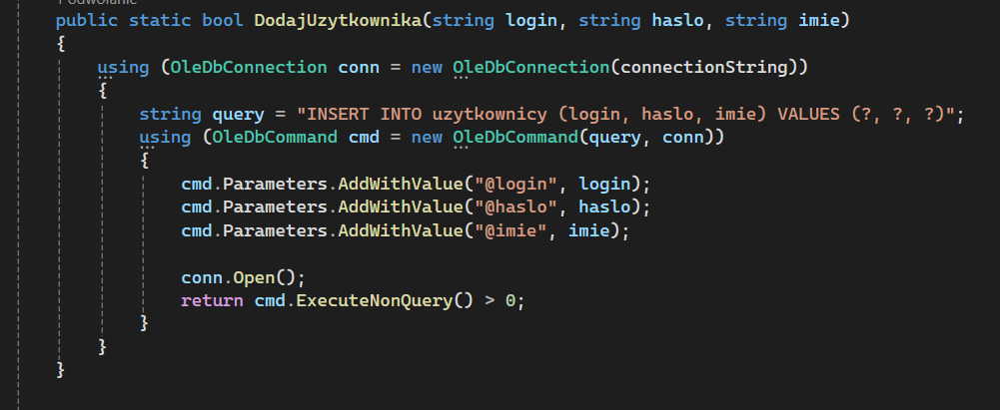 public static bool DodajUzytkownika(string login, string haslo, string imie)
{
using (OleDbConnection conn = new OleDbConnection(connectionString))
{
string query = "INSERT INTO uzytkownicy (login, haslo, imie) VALUES (?, ?, ?)";
using (OleDbCommand cmd = new OleDbCommand(query, conn))
{
cmd.Parameters.AddWithValue("@login", login);
cmd.Parameters.AddWithValue("@haslo", haslo);
cmd.Parameters.AddWithValue("@imie", imie);
conn.Open();
return cmd.ExecuteNonQuery() > 0;
}
}
}